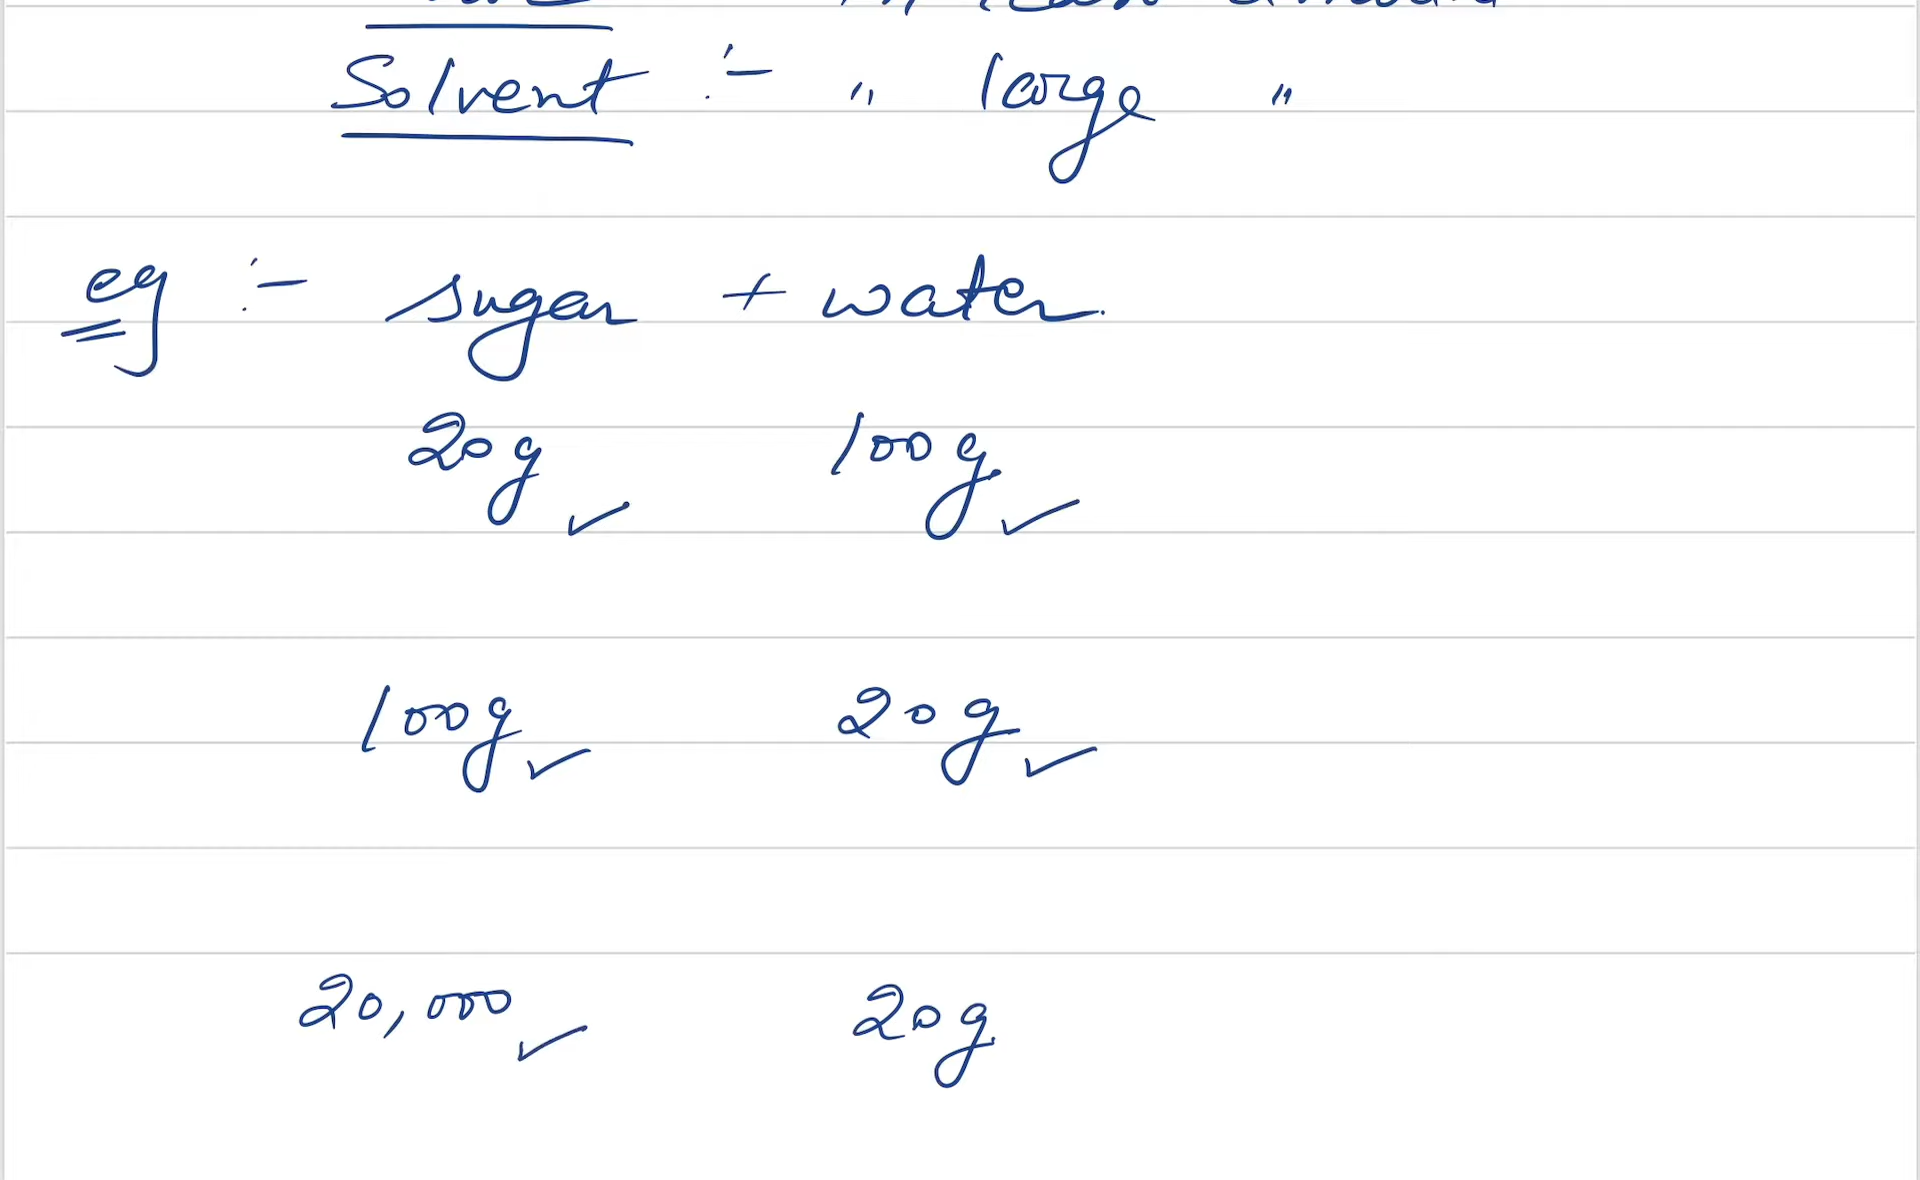 Solvent :- " large "
eg :- sugar + water.
20g ✓ 100g ✓
100g ✓ 20g ✓
20,000 ✓ 20g